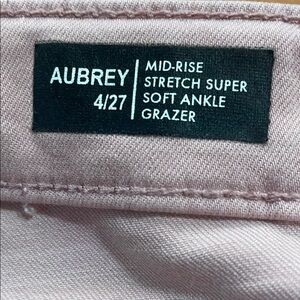 AUBREY
4/27
MID-RISE
STRETCH SUPER
SOFT ANKLE
GRAZER